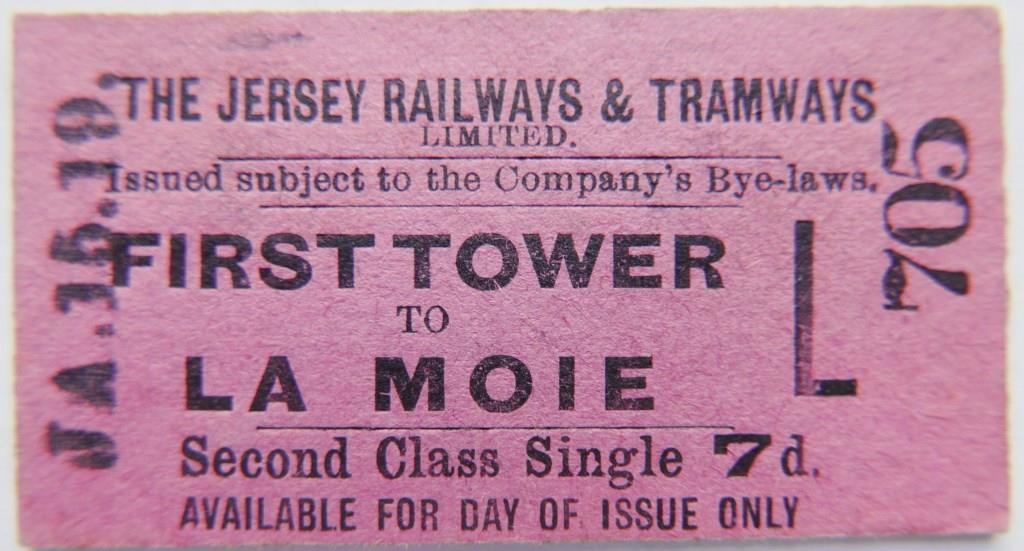 THE JERSEY RAILWAYS & TRAMWAYS
LIMITED.
Issued subject to the Company's Bye-laws.
FIRST TOWER
TO
LA MOIE
L
Second Class Single 7d.
AVAILABLE FOR DAY OF ISSUE ONLY
705
JA.15.19